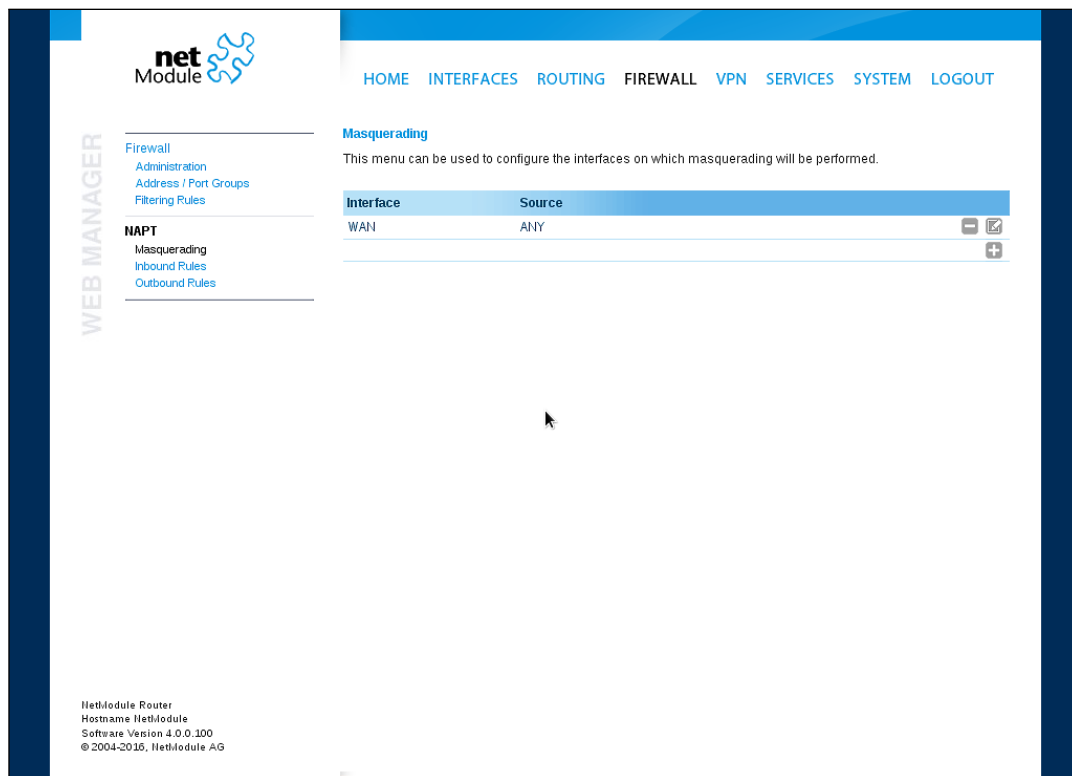 net
Module
HOME INTERFACES ROUTING FIREWALL VPN SERVICES SYSTEM LOGOUT
WEB MANAGER
Firewall
Administration
Address / Port Groups
Filtering Rules
NAPT
Masquerading
Inbound Rules
Outbound Rules
Masquerading
This menu can be used to configure the interfaces on which masquerading will be performed.
Interface Source
WAN ANY
NetModule Router
Hostname NetModule
Software Version 4.0.0.100
© 2004-2016, NetModule AG